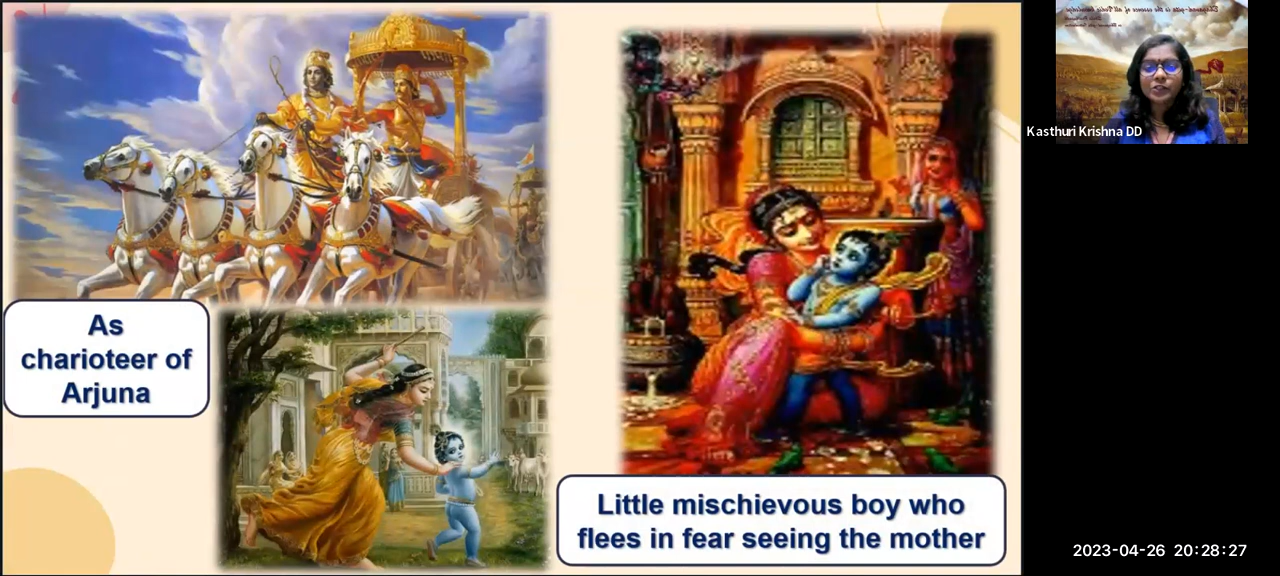 As
charioteer of
Arjuna
Little mischievous boy who
flees in fear seeing the mother
Kasthuri Krishna DD
2023-04-26 20:28:27